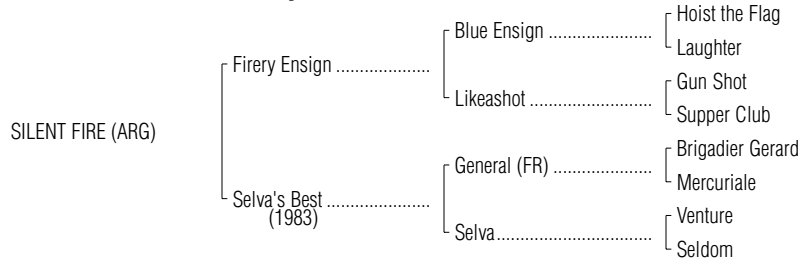 Hoist the Flag
Blue Ensign ......................
Laughter
Firery Ensign ....................
Gun Shot
Likeashot ..........................
Supper Club
SILENT FIRE (ARG)
Brigadier Gerard
General (FR) .....................
Mercuriale
Selva's Best ......................
(1983)
Venture
Selva.................................
Seldom